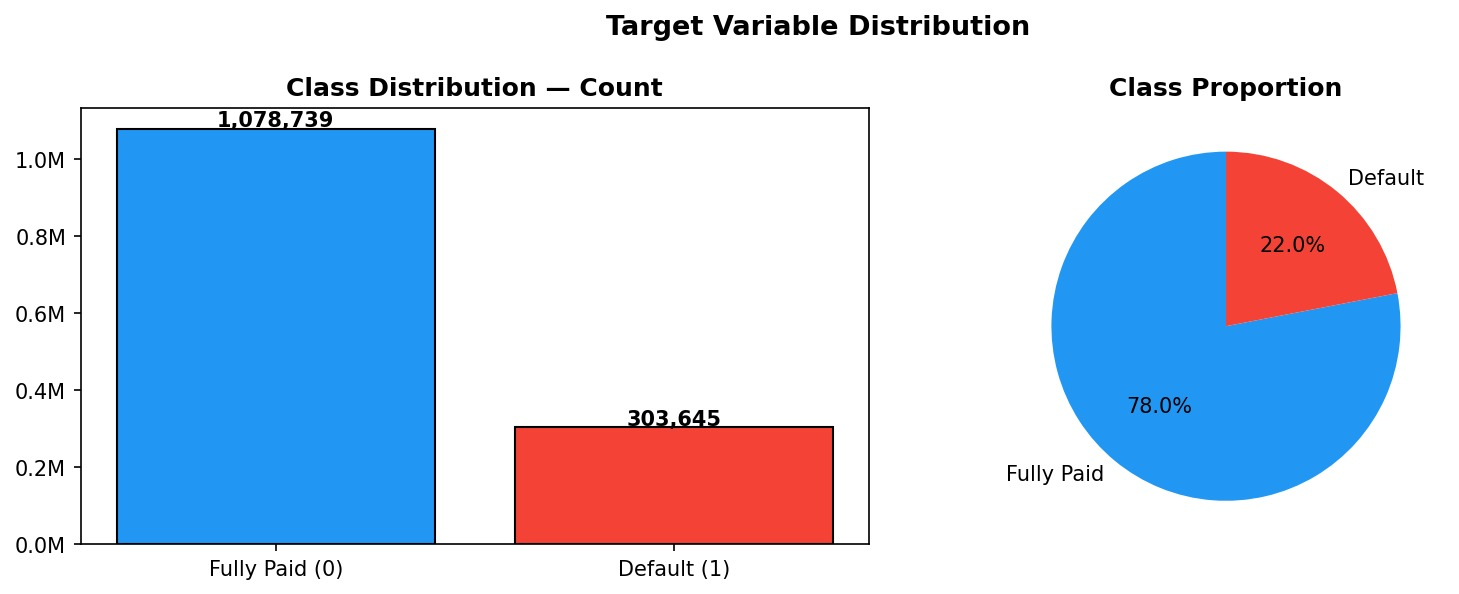 Target Variable Distribution
Class Distribution — Count
1,078,739
303,645
1.0M
0.8M
0.6M
0.4M
0.2M
0.0M
Fully Paid (0)
Default (1)
Class Proportion
Default
22.0%
78.0%
Fully Paid